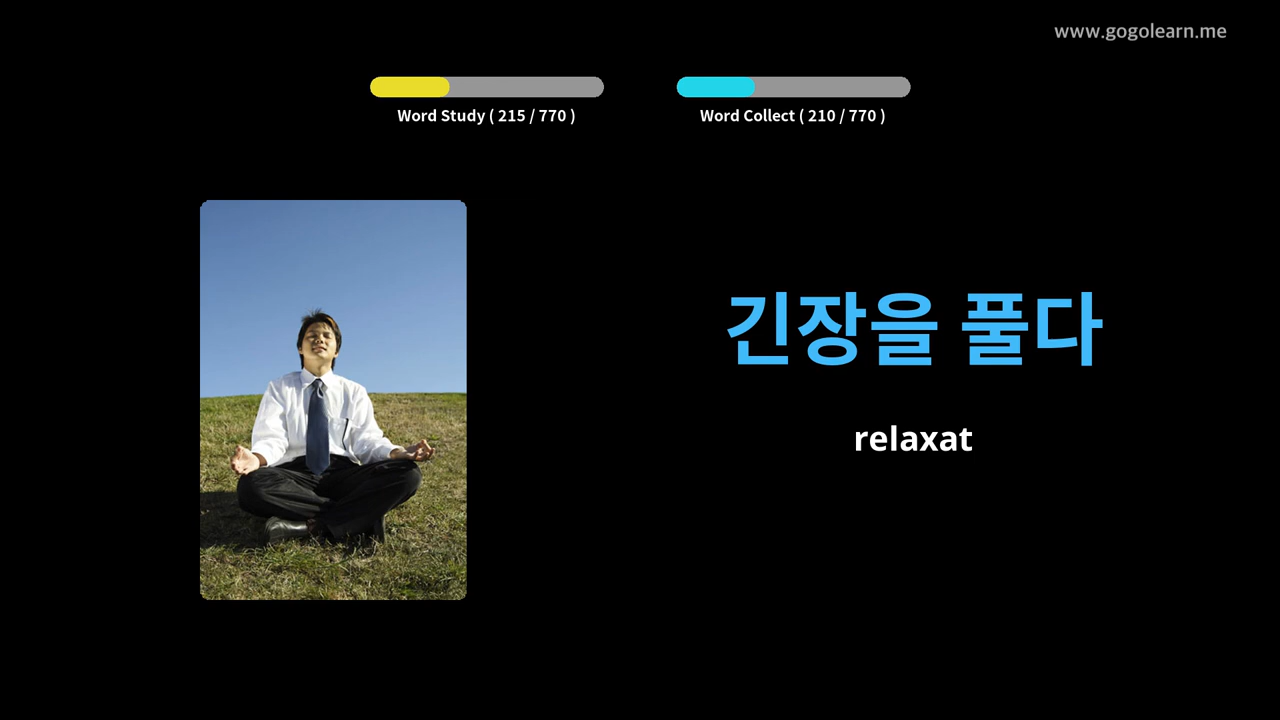 www.gogolearn.me
Word Study ( 215 / 770 )
Word Collect ( 210 / 770 )
긴장을 풀다
relaxat